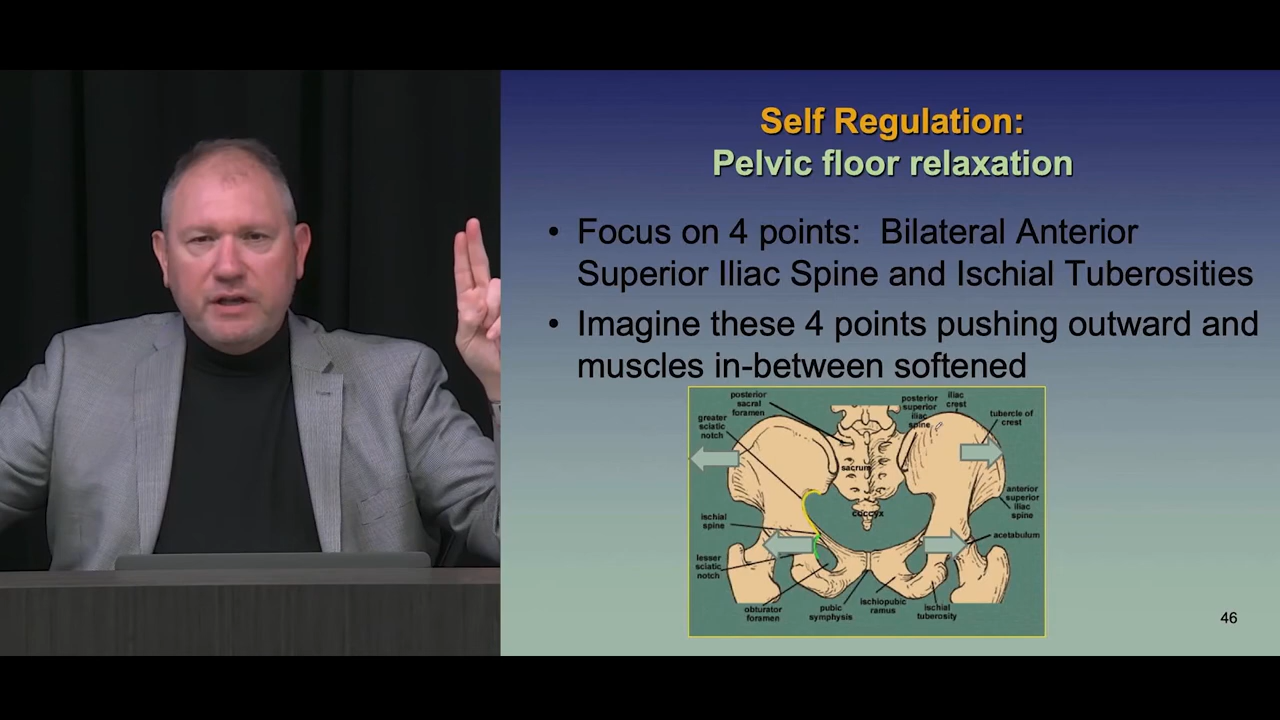 Self Regulation:
Pelvic floor relaxation
• Focus on 4 points:  Bilateral Anterior
Superior Iliac Spine and Ischial Tuberosities
• Imagine these 4 points pushing outward and
muscles in-between softened
posterior
sacral
foramen
posterior
superior
iliac
spine
iliac
crest
greater
sciatic
notch
tubercle of
crest
sacrum
anterior
superior
iliac
spine
coccyx
ischial
spine
acetabulum
lesser
sciatic
notch
obturator
foramen
pubic
symphysis
ischiopubic
ramus
ischial
tuberosity
46